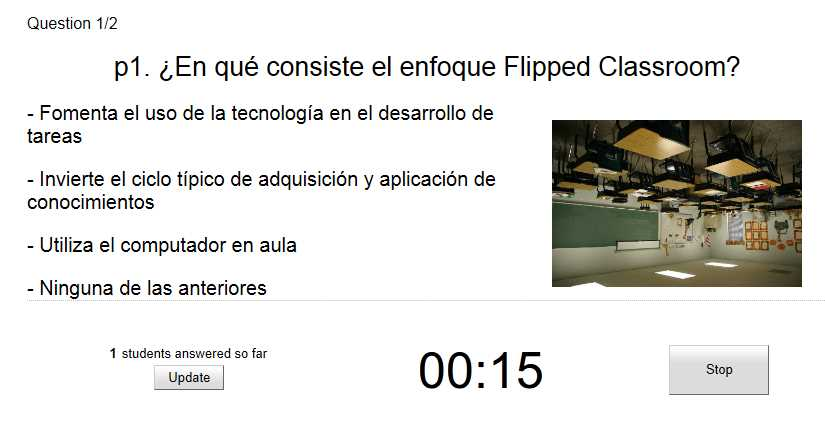 Question 1/2
p1. ¿En qué consiste el enfoque Flipped Classroom?
- Fomenta el uso de la tecnología en el desarrollo de
tareas
- Invierte el ciclo típico de adquisición y aplicación de
conocimientos
- Utiliza el computador en aula
- Ninguna de las anteriores
1 students answered so far
Update
00:15
Stop